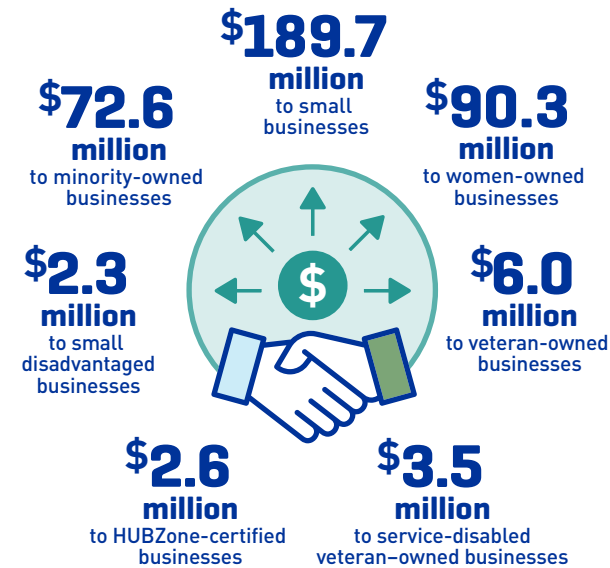 $189.7
million
to small
businesses
$72.6
million
to minority-owned
businesses
$90.3
million
to women-owned
businesses
$2.3
million
to small
disadvantaged
businesses
$
$6.0
million
to veteran-owned
businesses
$2.6
million
to HUBZone-certified
businesses
$3.5
million
to service-disabled
veteran–owned businesses